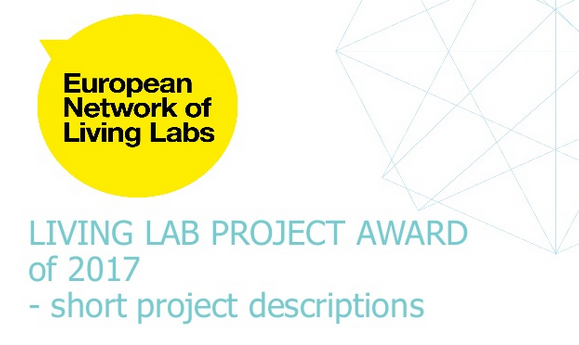 European
Network of
Living Labs
LIVING LAB PROJECT AWARD
of 2017
- short project descriptions